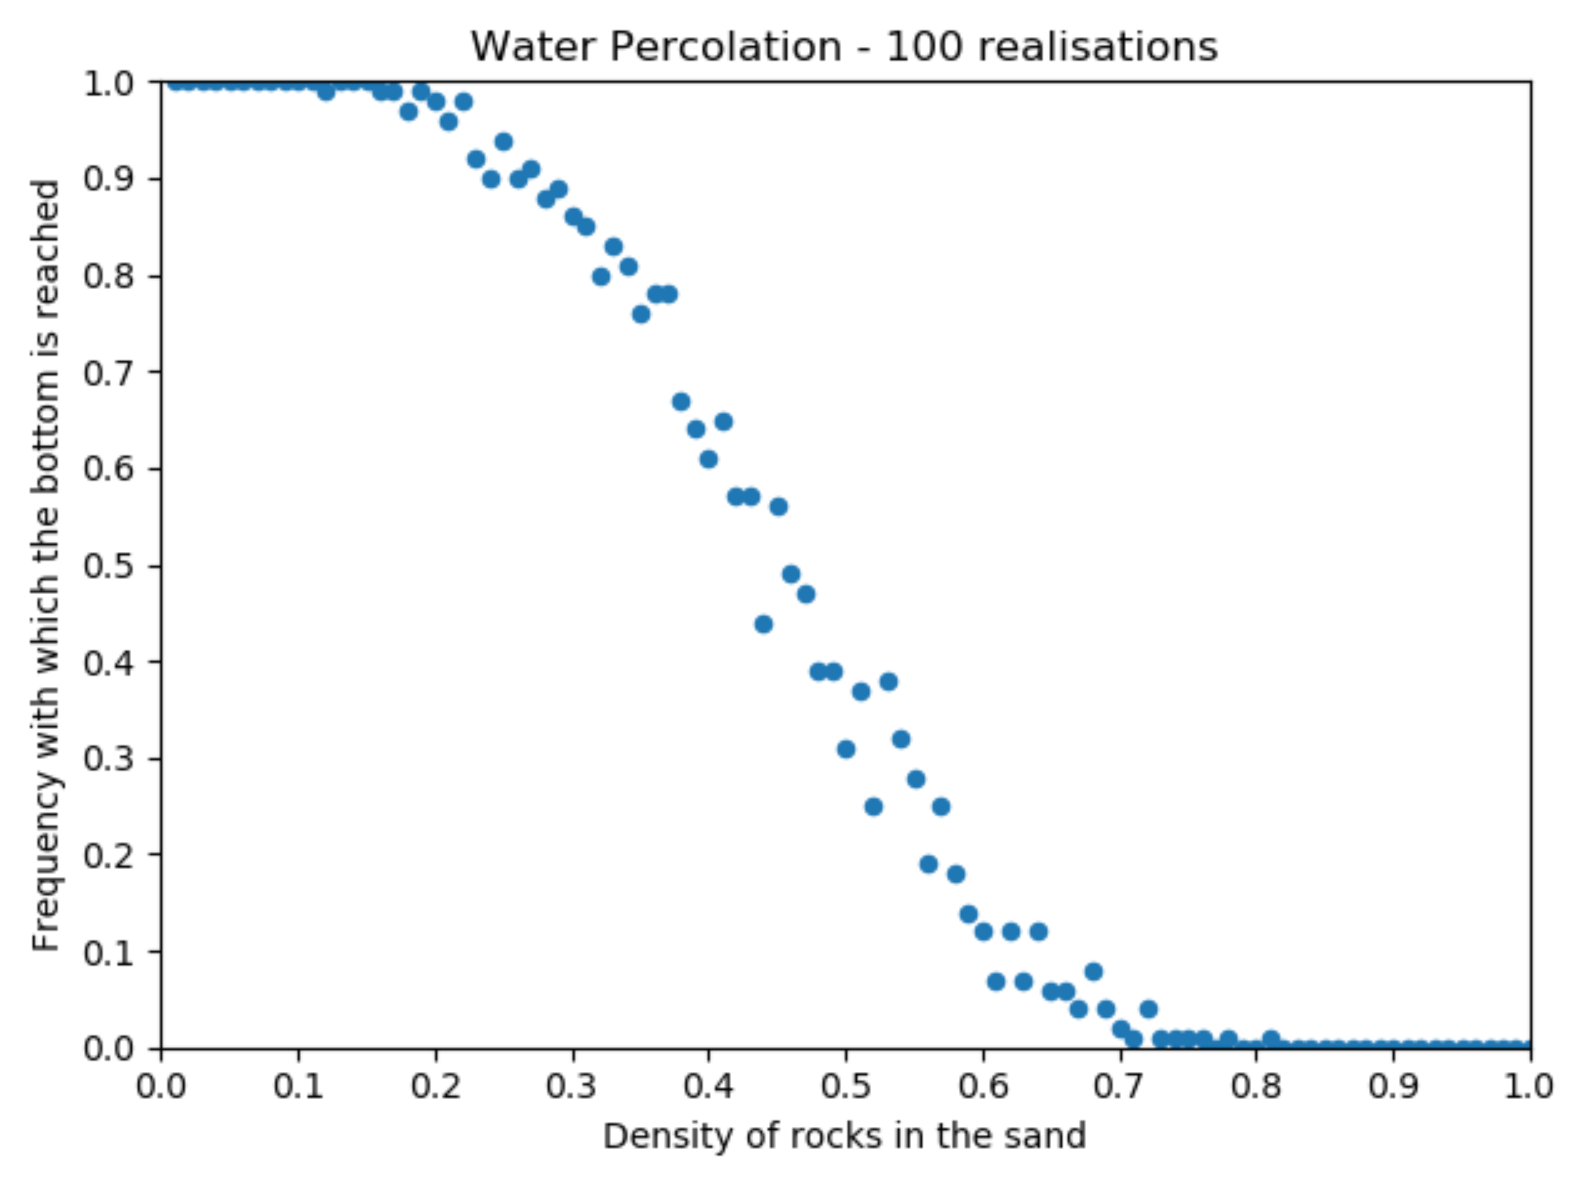 Water Percolation - 100 realisations
1.0
0.9
0.8
0.7
0.6
0.5
0.4
0.3
0.2
0.1
0.0
Frequency with which the bottom is reached
0.0 0.1 0.2 0.3 0.4 0.5 0.6 0.7 0.8 0.9 1.0
Density of rocks in the sand